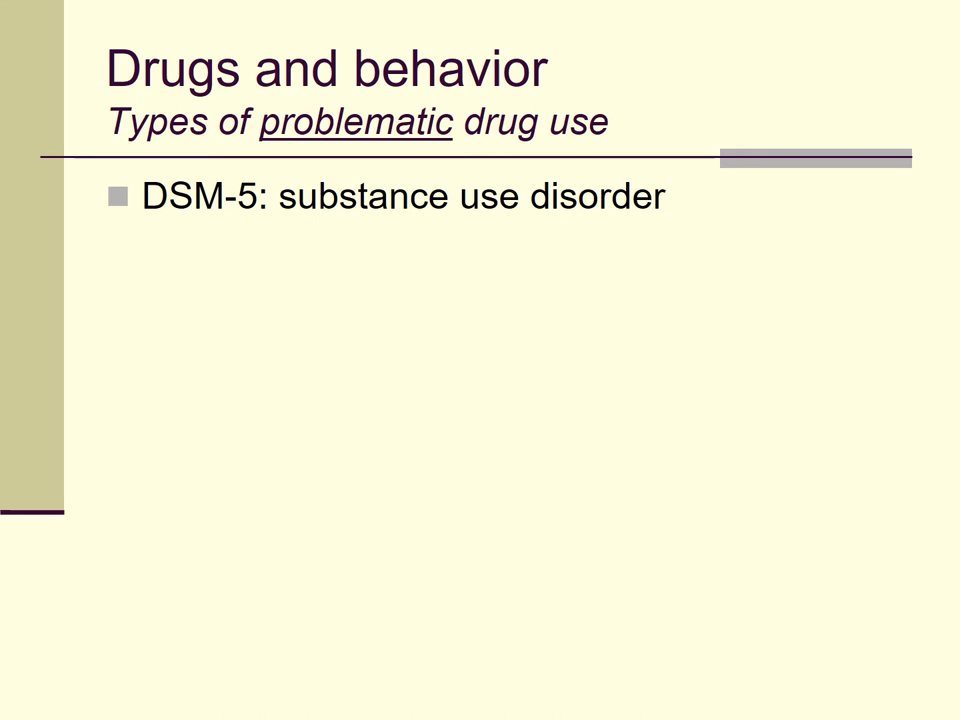 Drugs and behavior
Types of problematic drug use
DSM-5: substance use disorder